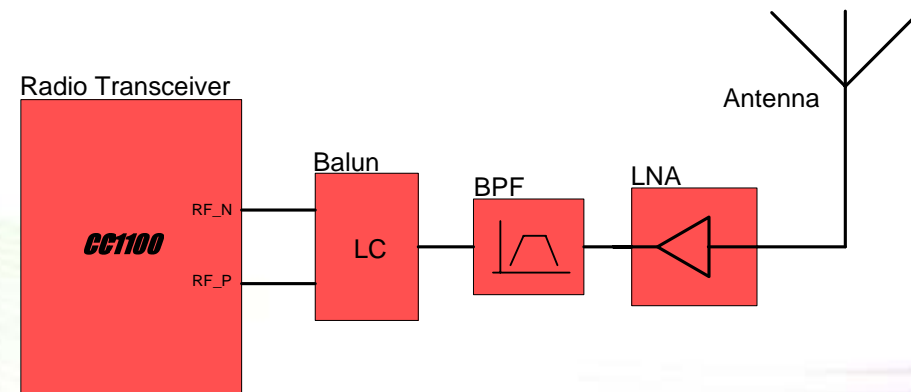 Radio Transceiver
Antenna
Balun
BPF
LNA
RF_N
CC1100
LC
RF_P